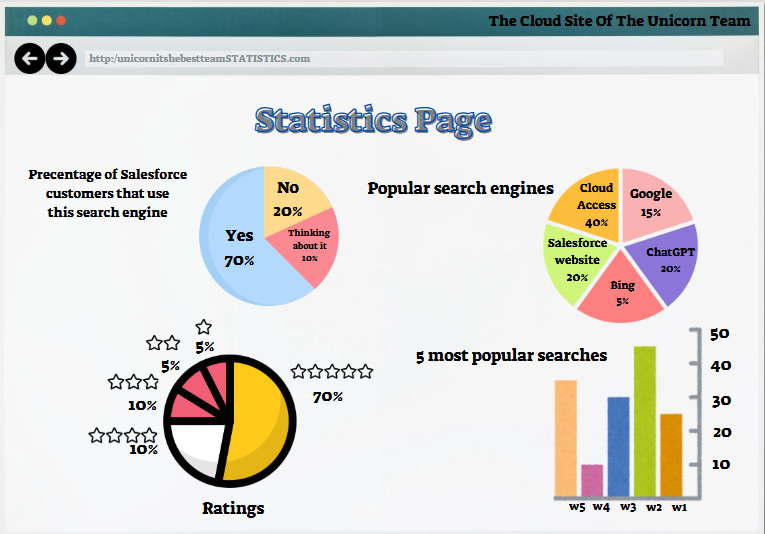 The Cloud Site Of The Unicorn Team
http:/unicornitshebestteamSTATISTICS.com
Statistics Page
Precentage of Salesforce
customers that use
this search engine
No
20%
Thinking
about it
10%
Yes
70%
Popular search engines
Cloud
Access
40%
Google
15%
Salesforce
website
20%
ChatGPT
20%
Bing
5%
5%
5%
10%
10%
70%
Ratings
5 most popular searches
50
40
30
20
10
w5 w4 w3 w2 w1